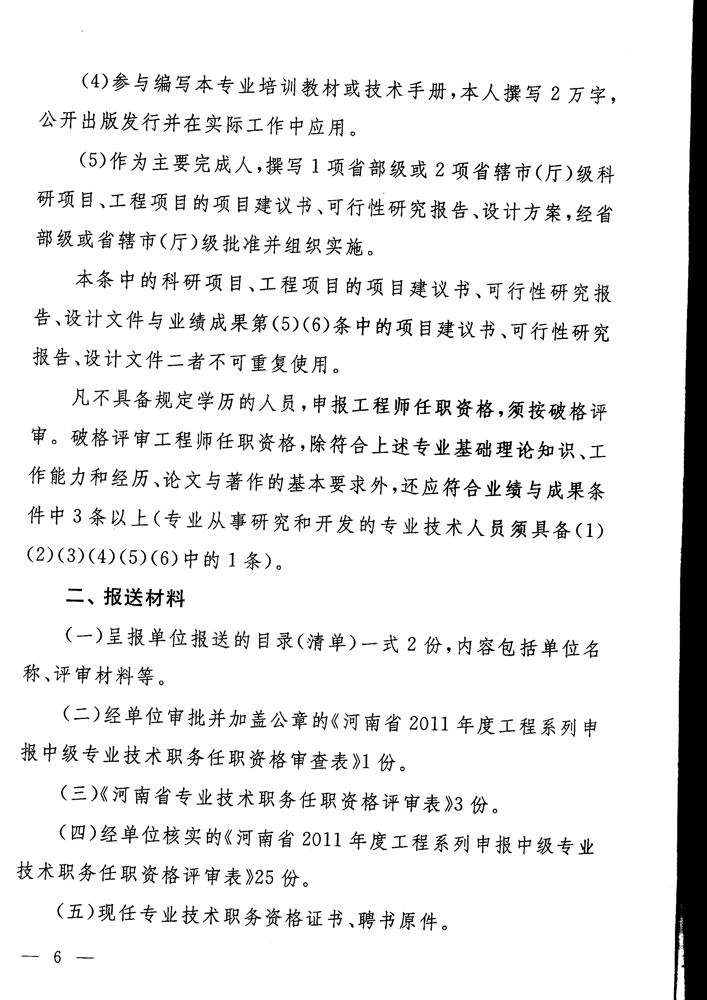 (4)参与编写本专业培训教材或技术手册,本人撰写 2 万字,
公开出版发行并在实际工作中应用。
(5)作为主要完成人,撰写 1 项省部级或 2 项省辖市(厅)级科
研项目、工程项目的项目建议书、可行性研究报告、设计方案,经省
部级或省辖市(厅)级批准并组织实施。
本条中的科研项目、工程项目的项目建议书、可行性研究报
告、设计文件与业绩成果第(5)(6)条中的项目建议书、可行性研究
报告、设计文件二者不可重复使用。
凡不具备规定学历的人员,申报工程师任职资格,须按破格评
审。破格评审工程师任职资格,除符合上述专业基础理论知识、工
作能力和经历、论文与著作的基本要求外,还应符合业绩与成果条
件中 3 条以上(专业从事研究和开发的专业技术人员须具备(1)
(2)(3)(4)(5)(6)中的 1 条)。
二、报送材料
(一)呈报单位报送的目录(清单)一式 2 份,内容包括单位名
称、评审材料等。
(二)经单位审批并加盖公章的《河南省 2011 年度工程系列申
报中级专业技术职务任职资格审查表》1 份。
(三)《河南省专业技术职务任职资格评审表》3 份。
(四)经单位核实的《河南省 2011 年度工程系列申报中级专业
技术职务任职资格评审表》25 份。
(五)现任专业技术职务资格证书、聘书原件。
— 6 —